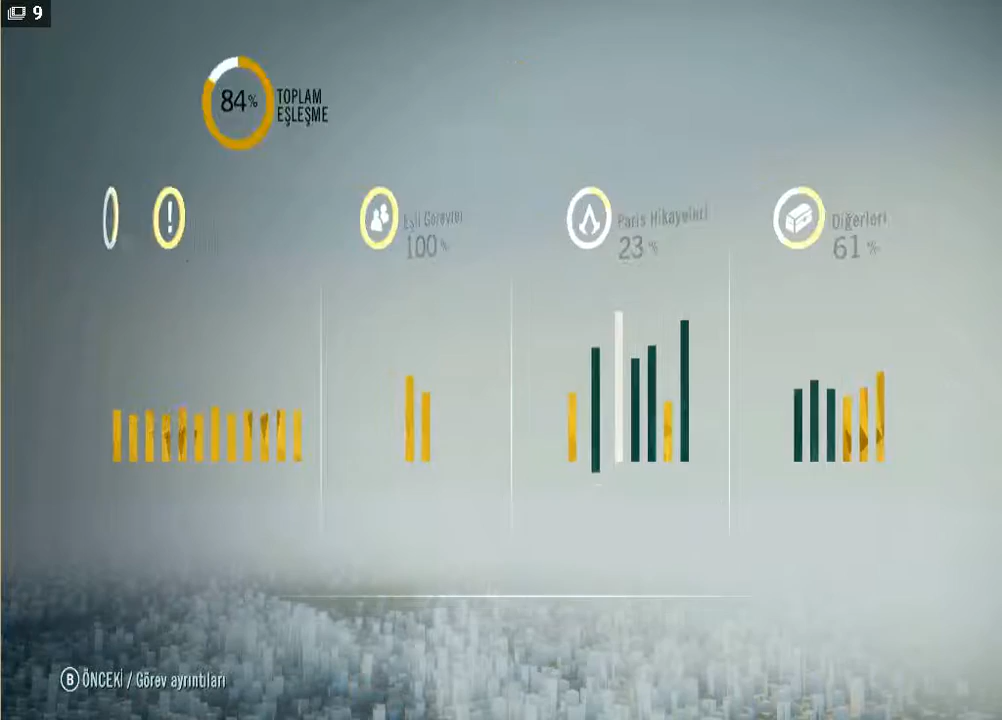 9
84%
TOPLAM
EŞLEŞME
Eşli Görevler
100 %
Paris Hikayeleri
23 %
Diğerleri
61 %
B ÖNCEKİ / Görev ayrıntıları